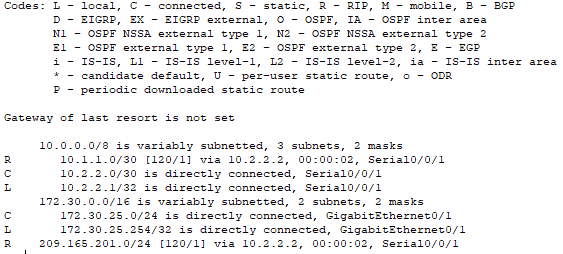 Codes: L - local, C - connected, S - static, R - RIP, M - mobile, B - BGP
D - EIGRP, EX - EIGRP external, O - OSPF, IA - OSPF inter area
N1 - OSPF NSSA external type 1, N2 - OSPF NSSA external type 2
E1 - OSPF external type 1, E2 - OSPF external type 2, E - EGP
i - IS-IS, L1 - IS-IS level-1, L2 - IS-IS level-2, ia - IS-IS inter area
* - candidate default, U - per-user static route, o - ODR
P - periodic downloaded static route
Gateway of last resort is not set
10.0.0.0/8 is variably subnetted, 3 subnets, 2 masks
R 10.1.1.0/30 [120/1] via 10.2.2.2, 00:00:02, Serial0/0/1
C 10.2.2.0/30 is directly connected, Serial0/0/1
L 10.2.2.1/32 is directly connected, Serial0/0/1
172.30.0.0/16 is variably subnetted, 2 subnets, 2 masks
C 172.30.25.0/24 is directly connected, GigabitEthernet0/1
L 172.30.25.254/32 is directly connected, GigabitEthernet0/1
R 209.165.201.0/24 [120/1] via 10.2.2.2, 00:00:02, Serial0/0/1